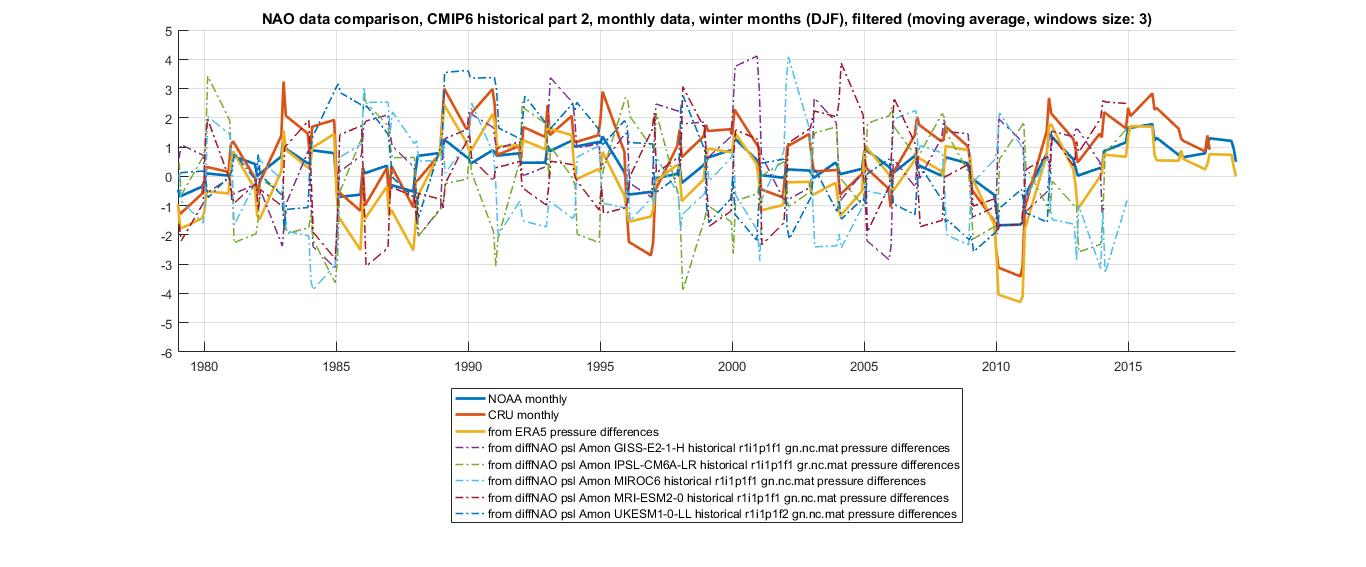 NAO data comparison, CMIP6 historical part 2, monthly data, winter months (DJF), filtered (moving average, windows size: 3)
5
4
3
2
1
0
-1
-2
-3
-4
-5
-6
1980 1985 1990 1995 2000 2005 2010 2015
NOAA monthly
CRU monthly
from ERA5 pressure differences
from diffNAO psl Amon GISS-E2-1-H historical r1i1p1f1 gn.nc.mat pressure differences
from diffNAO psl Amon IPSL-CM6A-LR historical r1i1p1f1 gr.nc.mat pressure differences
from diffNAO psl Amon MIROC6 historical r1i1p1f1 gn.nc.mat pressure differences
from diffNAO psl Amon MRI-ESM2-0 historical r1i1p1f1 gn.nc.mat pressure differences
from diffNAO psl Amon UKESM1-0-LL historical r1i1p1f2 gn.nc.mat pressure differences